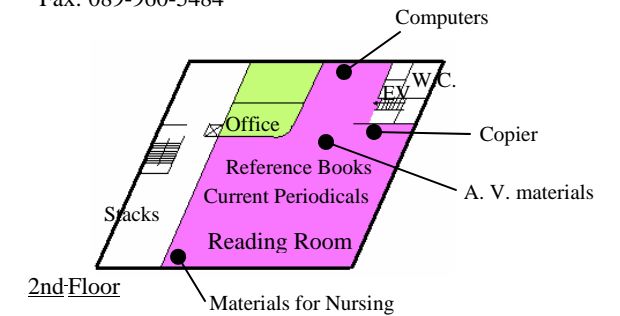 Fax: 089-960-5484
Computers
W.C.
EV
Office
Copier
Reference Books
A. V. materials
Current Periodicals
Stacks
Reading Room
2nd Floor
Materials for Nursing